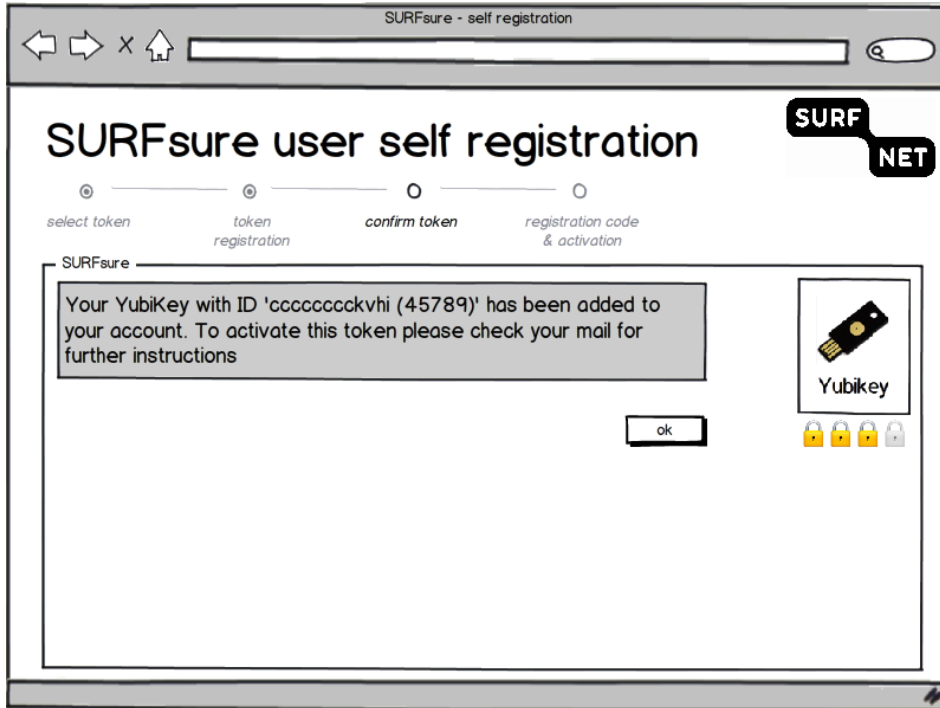 SURFsure - self registration
SURFsure user self registration
SURF
NET
select token
token
registration
confirm token
registration code
& activation
SURFsure
Your YubiKey with ID 'ccccccckvhi (45789)' has been added to
your account. To activate this token please check your mail for
further instructions
Yubikey
ok